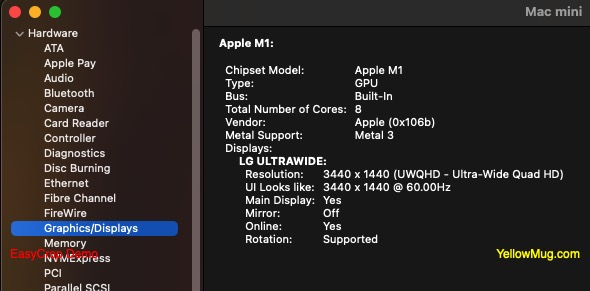 Mac mini
Hardware
ATA
Apple Pay
Audio
Bluetooth
Camera
Card Reader
Controller
Diagnostics
Disc Burning
Ethernet
Fibre Channel
FireWire
Graphics/Displays
Memory
NVMExpress
PCI
Parallel SCSI
EasyCrop Demo
Apple M1:
Chipset Model: Apple M1
Type: GPU
Bus: Built-In
Total Number of Cores: 8
Vendor: Apple (0x106b)
Metal Support: Metal 3
Displays:
LG ULTRAWIDE:
Resolution: 3440 x 1440 (UWQHD - Ultra-Wide Quad HD)
UI Looks like: 3440 x 1440 @ 60.00Hz
Main Display: Yes
Mirror: Off
Online: Yes
Rotation: Supported
YellowMug.com